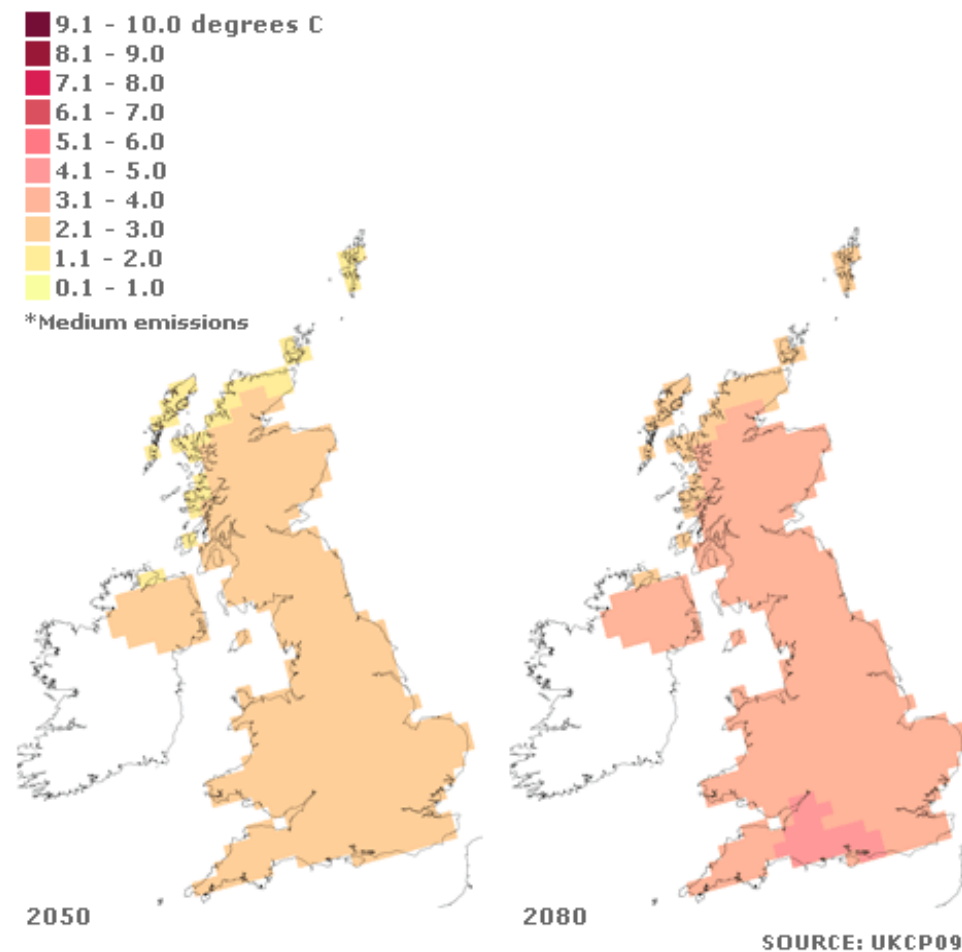 9.1 - 10.0 degrees C
8.1 - 9.0
7.1 - 8.0
6.1 - 7.0
5.1 - 6.0
4.1 - 5.0
3.1 - 4.0
2.1 - 3.0
1.1 - 2.0
0.1 - 1.0
*Medium emissions
2050
2080
SOURCE: UKCP09